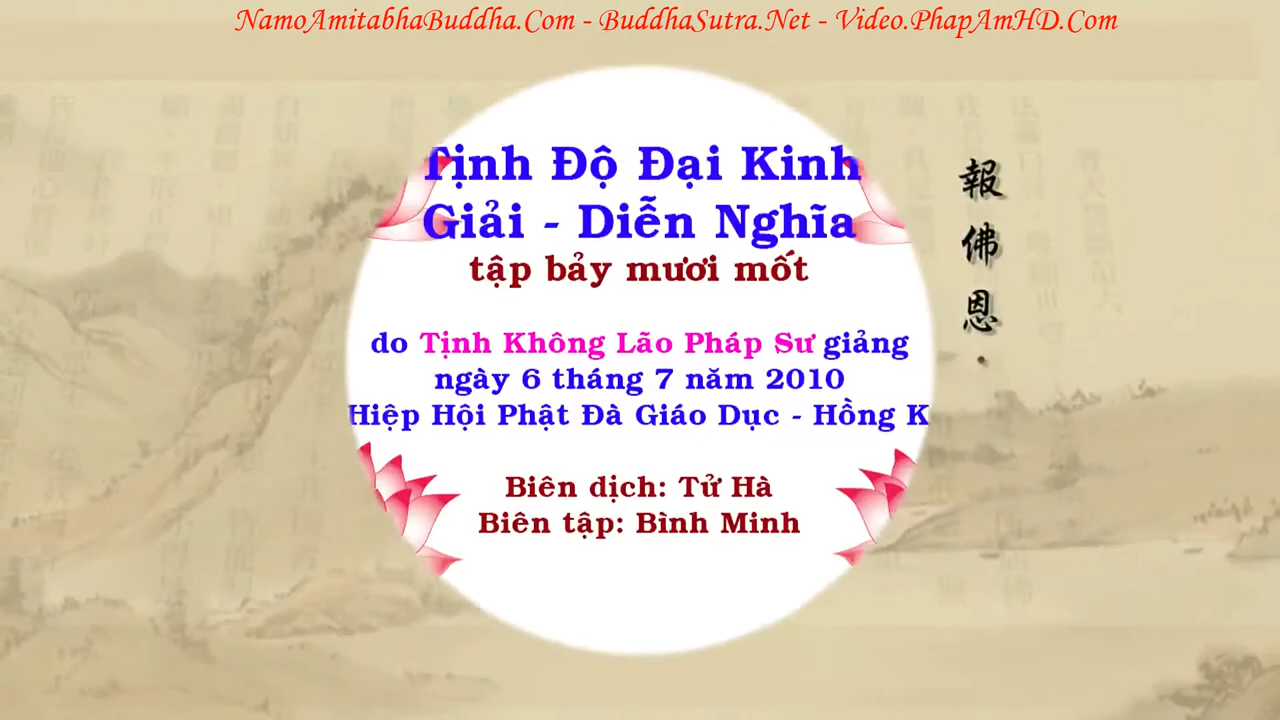 NamoAmitabhaBuddha.Com - BuddhaSutra.Net - Video.PhapAmHD.Com
Tịnh Độ Đại Kinh
Giải - Diễn Nghĩa
tập bảy mươi mốt
do Tịnh Không Lão Pháp Sư giảng
ngày 6 tháng 7 năm 2010
Hiệp Hội Phật Đà Giáo Dục - Hồng K
Biên dịch: Tử Hà
Biên tập: Bình Minh
報佛恩.